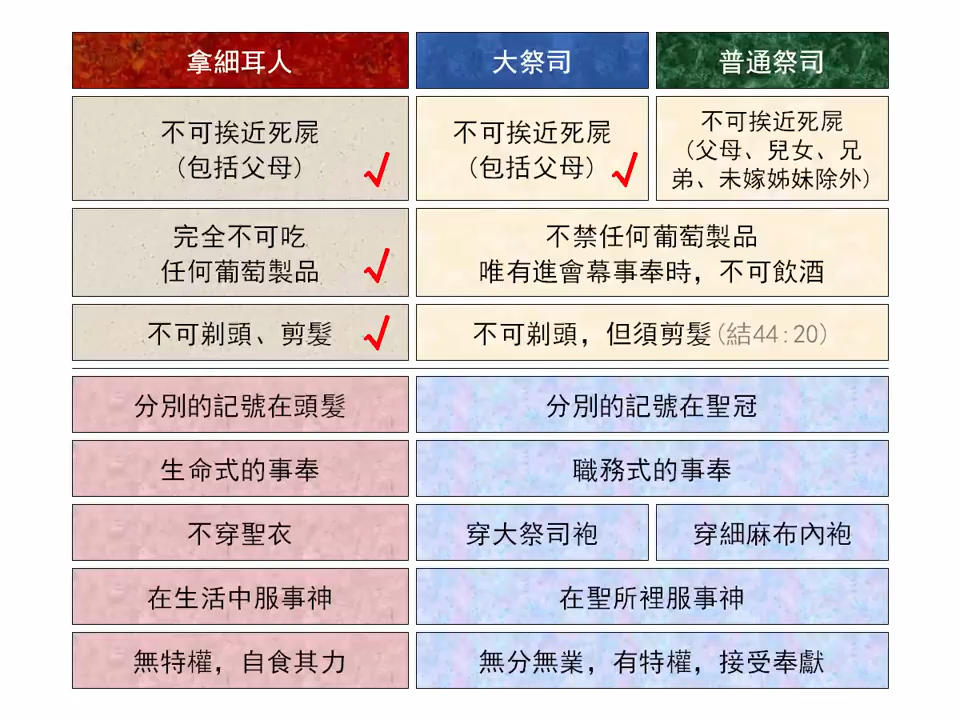 拿細耳人
大祭司
普通祭司
不可挨近死屍
(包括父母)
不可挨近死屍
(包括父母)
不可挨近死屍
(父母、兒女、兄
弟、未嫁姊妹除外)
完全不可吃
任何葡萄製品
不禁任何葡萄製品
唯有進會幕事奉時，不可飲酒
不可剃頭、剪髮
不可剃頭，但須剪髮(結44:20)
分別的記號在頭髮
分別的記號在聖冠
生命式的事奉
職務式的事奉
不穿聖衣
穿大祭司袍
穿細麻布內袍
在生活中服事神
在聖所裡服事神
無特權，自食其力
無分無業，有特權，接受奉獻